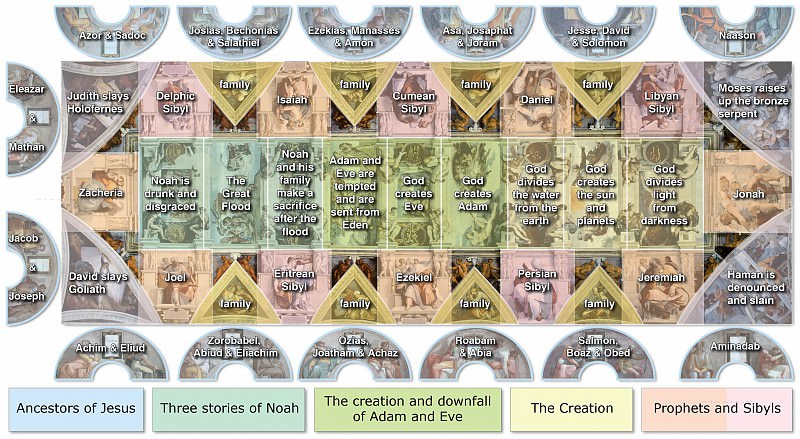 Azor & Sadoc
Josias, Bechonias
& Salathiel
Ezekias, Manasses
& Amon
Asa, Josaphat
& Joram
Jesse, David
& Solomon
Naason
Eleazar
&
Mathan
Judith slays
Holofernes
Delphic
Sibyl
family
Isaiah
family
Cumean
Sibyl
family
Daniel
family
Libyan
Sibyl
Moses raises
up the bronze
serpent
Zacheria
Noah is
drunk and
disgraced
The
Great
Flood
Noah
and his
family
make a
sacrifice
after the
flood
Adam and
Eve are
tempted
and are
sent from
Eden
God
creates
Eve
God
creates
Adam
God
divides
the water
from the
earth
God
creates
the sun
and
planets
God
divides
light
from
darkness
Jonah
Jacob
&
Joseph
David slays
Goliath
Joel
family
Eritrean
Sibyl
family
Ezekiel
family
Persian
Sibyl
family
Jeremiah
Haman is
denounced
and slain
Achim & Eliud
Zorobabel,
Abiud & Eliachim
Ozias,
Joatham & Achaz
Roabam
& Abia
Salmon,
Boaz & Obed
Aminadab
Ancestors of Jesus
Three stories of Noah
The creation and downfall
of Adam and Eve
The Creation
Prophets and Sibyls